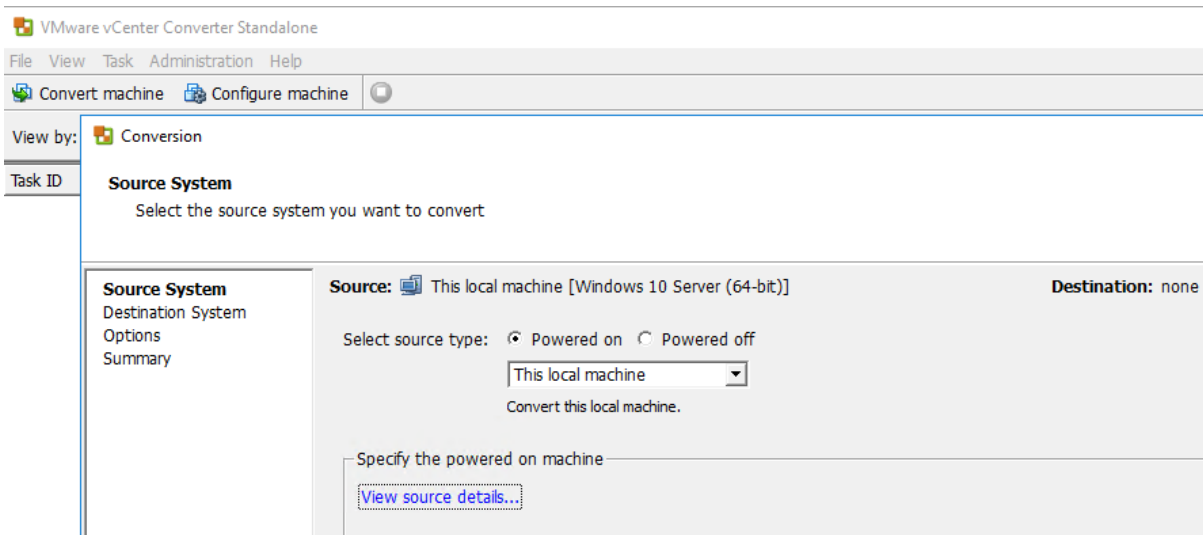 VMware vCenter Converter Standalone
File View Task Administration Help
Convert machine Configure machine
View by:
Conversion
Task ID
Source System
Select the source system you want to convert
Source System
Destination System
Options
Summary
Source: This local machine [Windows 10 Server (64-bit)] Destination: none
Select source type: Powered on Powered off
This local machine
Convert this local machine.
Specify the powered on machine
View source details...